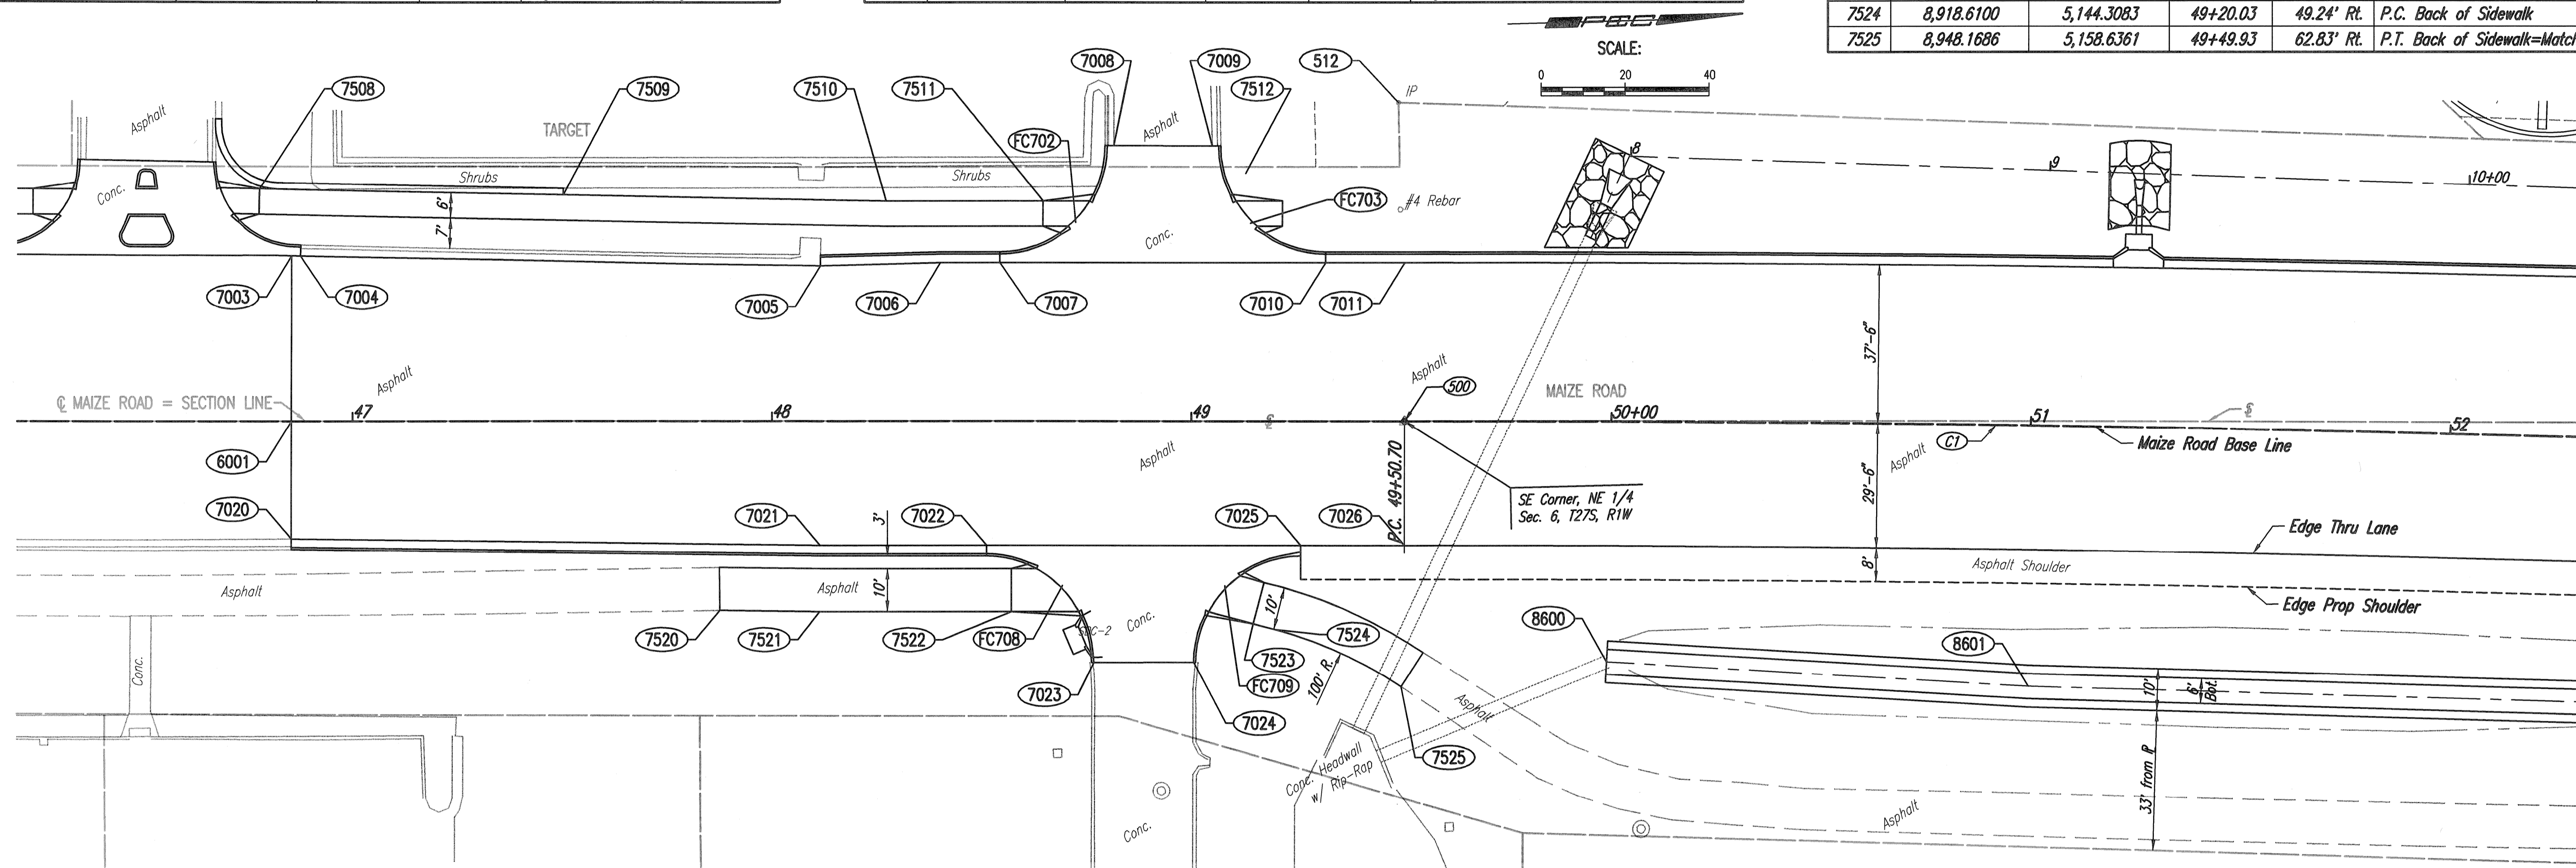 7524 8,918.6100 5,144.3083 49+20.03 49.24' Rt. P.C. Back of Sidewalk
7525 8,948.1686 5,158.6361 49+49.93 62.83' Rt. P.T. Back of Sidewalk=Match
PEC
SCALE:
0 20 40
7008 7009 512
7508 7509 7510 7511 7512
IP
Asphalt TARGET FC702 Asphalt
8 9 10+00
Shrubs Shrubs
Conc. 6' FC703 #4 Rebar
7' Conc.
7003 7004 7005 7006 7007 7010 7011
37'-6"
Asphalt Asphalt 500 MAIZE ROAD
℄ MAIZE ROAD = SECTION LINE
47 48 49 ℄ 50+00 51 ℄ 52
C1 Maize Road Base Line
6001 Asphalt P.C. 49+50.70 29'-6" Asphalt
SE Corner, NE 1/4
Sec. 6, T27S, R1W
7020 7021 3' 7022 7025 7026
Edge Thru Lane
8' Asphalt Shoulder
Asphalt Asphalt 10' 10'
Edge Prop Shoulder
7520 7521 7522 FC708 SDC-2 Conc. 7524 8600 8601
7523
Conc. 7023 FC709 100' R. 10' 6' Bot.
7024 Asphalt
7525
Conc. Headwall
w/ Rip-Rap
33' from ℄
Conc. Asphalt